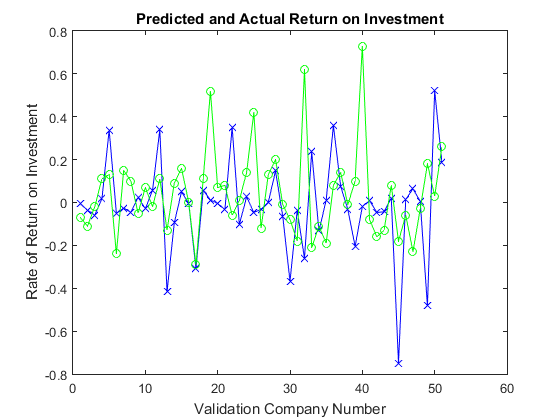 Predicted and Actual Return on Investment
0.8
0.6
0.4
0.2
0
-0.2
-0.4
-0.6
-0.8
Rate of Return on Investment
0 10 20 30 40 50 60
Validation Company Number